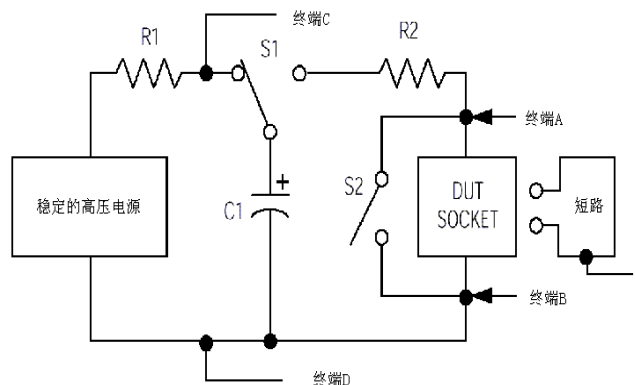 终端C
R1
S1
R2
终端A
稳定的高压电源
+
C1
S2
DUT
SOCKET
短路
终端B
终端D